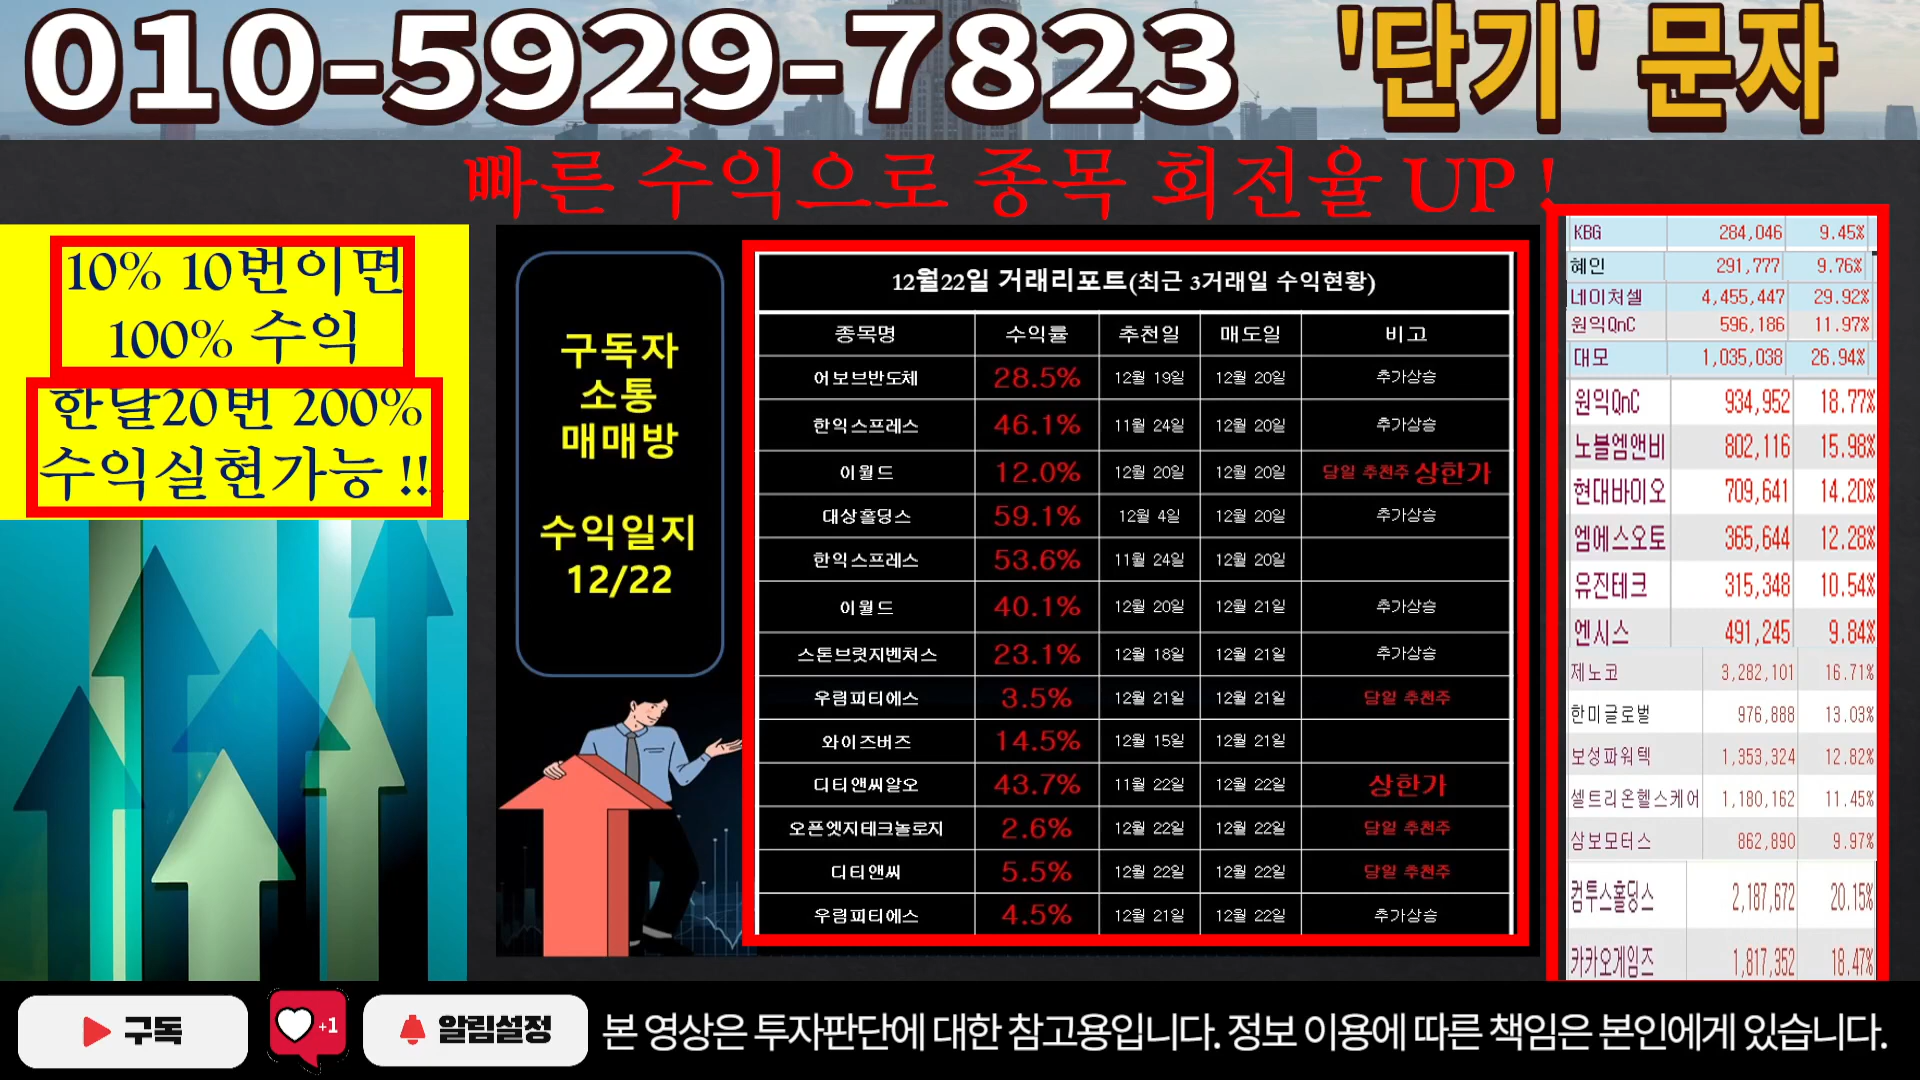 010-5929-7823 '단기' 문자
빠른 수익으로 종목 회전율 UP !
10% 10번이면
100% 수익
한달20번 200%
수익실현가능 !!
구독자
소통
매매방
수익일지
12/22
12월22일 거래리포트(최근 3거래일 수익현황)
종목명 수익률 추천일 매도일 비고
어보브반도체 28.5% 12월 19일 12월 20일 추가상승
한익스프레스 46.1% 11월 24일 12월 20일 추가상승
이월드 12.0% 12월 20일 12월 20일 당일 추천주 상한가
대상홀딩스 59.1% 12월 4일 12월 20일 추가상승
한익스프레스 53.6% 11월 24일 12월 20일
이월드 40.1% 12월 20일 12월 21일 추가상승
스톤브릿지벤처스 23.1% 12월 18일 12월 21일 추가상승
우림피티에스 3.5% 12월 21일 12월 21일 당일 추천주
와이즈버즈 14.5% 12월 15일 12월 21일
디티앤씨알오 43.7% 11월 22일 12월 22일 상한가
오픈엣지테크놀로지 2.6% 12월 22일 12월 22일 당일 추천주
디티앤씨 5.5% 12월 22일 12월 22일 당일 추천주
우림피티에스 4.5% 12월 21일 12월 22일 추가상승
KBG 284,046 9.45%
혜인 291,777 9.76%
네이처셀 4,455,447 29.92%
원익QnC 596,186 11.97%
대모 1,035,038 26.94%
원익QnC 934,952 18.77%
노블엠앤비 802,116 15.98%
현대바이오 709,641 14.20%
엠에스오토 365,644 12.28%
유진테크 315,348 10.54%
엔시스 491,245 9.84%
제노코 3,282,101 16.71%
한미글로벌 976,888 13.03%
보성파워텍 1,353,324 12.82%
셀트리온헬스케어 1,180,162 11.45%
삼보모터스 862,890 9.97%
컴투스홀딩스 2,187,672 20.15%
카카오게임즈 1,817,352 18.47%
구독 +1 알림설정 본 영상은 투자판단에 대한 참고용입니다. 정보 이용에 따른 책임은 본인에게 있습니다.